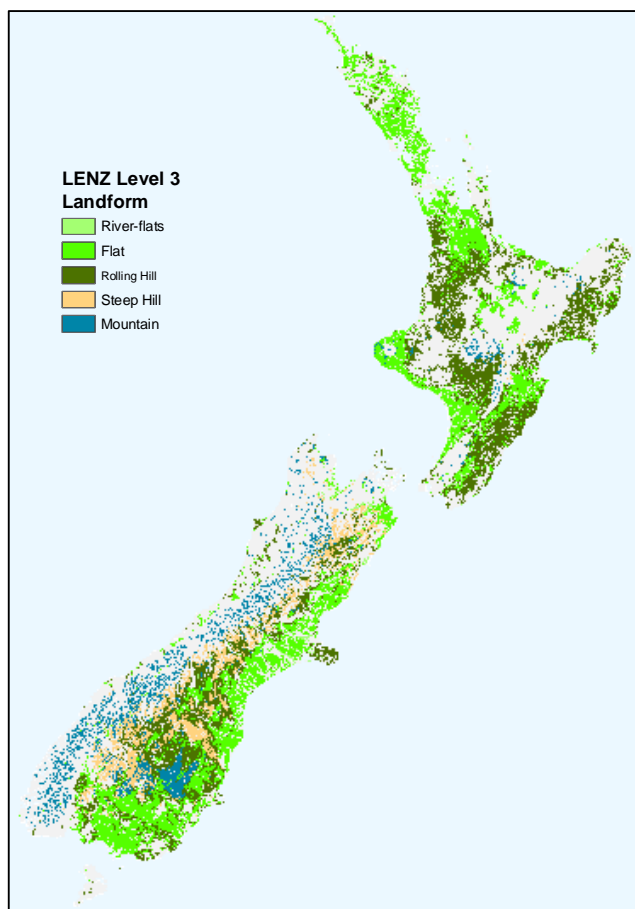 LENZ Level 3
Landform
River-flats
Flat
Rolling Hill
Steep Hill
Mountain